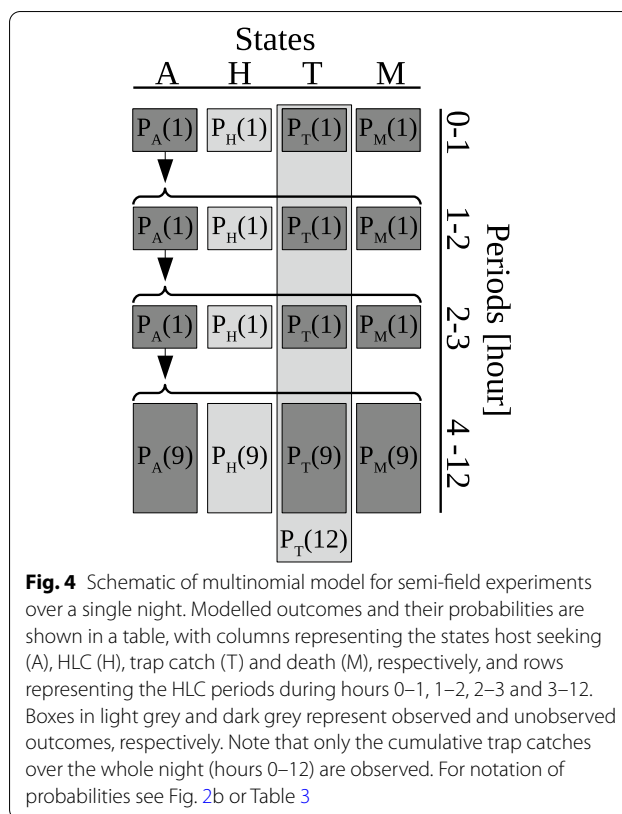 States
A H T M
P_A(1) P_H(1) P_T(1) P_M(1) 0-1
P_A(1) P_H(1) P_T(1) P_M(1) 1-2
P_A(1) P_H(1) P_T(1) P_M(1) 2-3
P_A(9) P_H(9) P_T(9) P_M(9) 4 -12
P_T(12)
Periods [hour]
Fig. 4 Schematic of multinomial model for semi-field experiments
over a single night. Modelled outcomes and their probabilities are
shown in a table, with columns representing the states host seeking
(A), HLC (H), trap catch (T) and death (M), respectively, and rows
representing the HLC periods during hours 0–1, 1–2, 2–3 and 3–12.
Boxes in light grey and dark grey represent observed and unobserved
outcomes, respectively. Note that only the cumulative trap catches
over the whole night (hours 0–12) are observed. For notation of
probabilities see Fig. 2b or Table 3